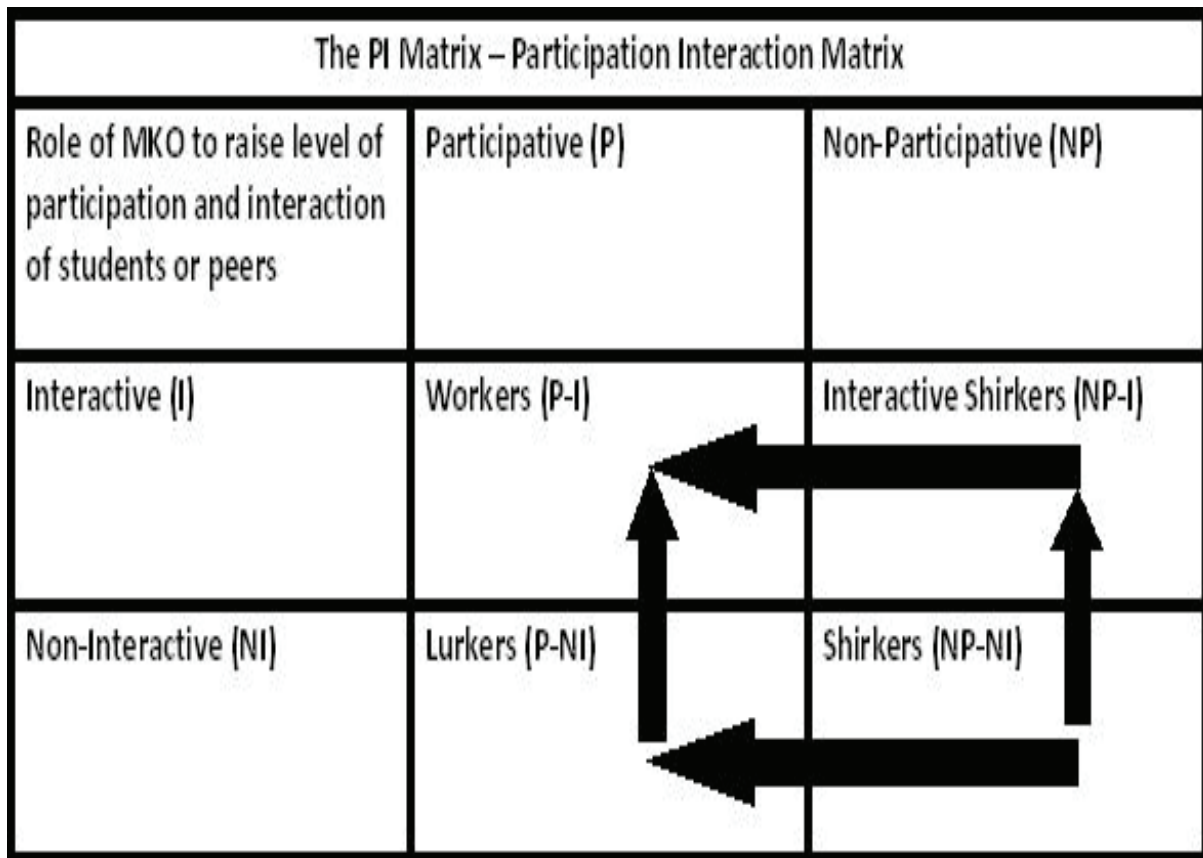 The PI Matrix – Participation Interaction Matrix
Role of MKO to raise level of
participation and interaction
of students or peers
Participative (P)
Non-Participative (NP)
Interactive (I)
Workers (P-I)
Interactive Shirkers (NP-I)
Non-Interactive (NI)
Lurkers (P-NI)
Shirkers (NP-NI)